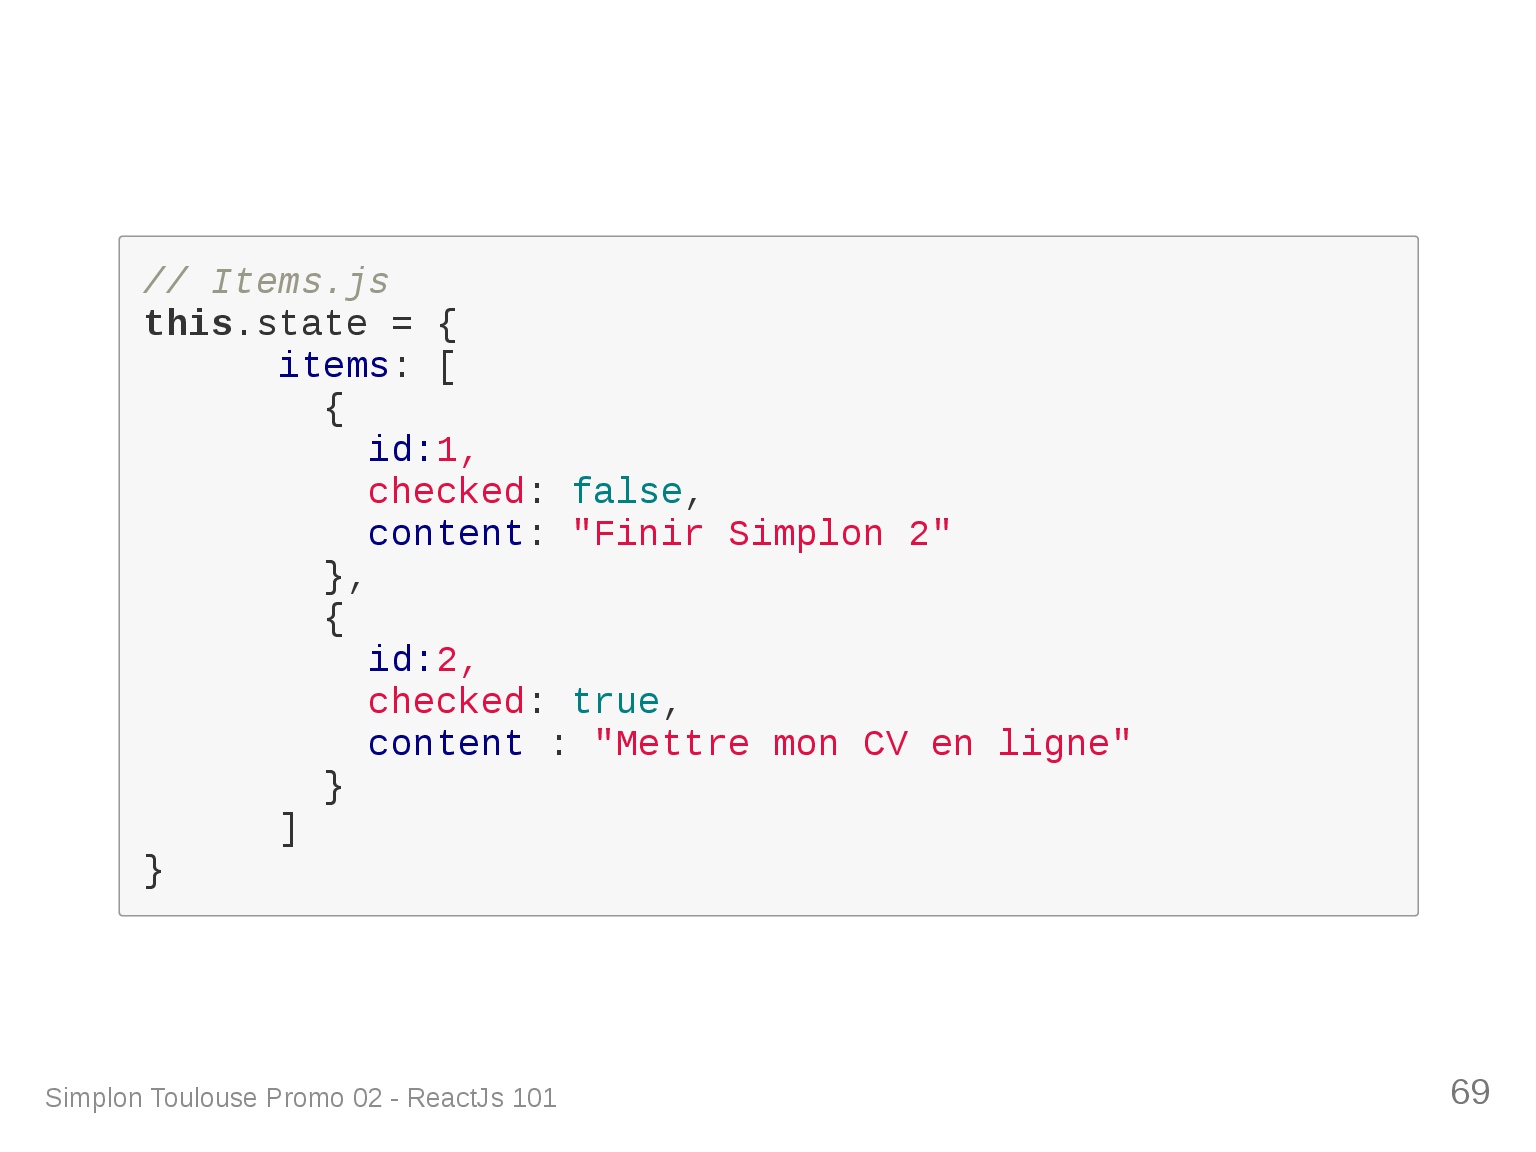 // Items.js
this.state = {
      items: [
        {
          id:1,
          checked: false,
          content: "Finir Simplon 2"
        },
        {
          id:2,
          checked: true,
          content : "Mettre mon CV en ligne"
        }
      ]
}
Simplon Toulouse Promo 02 - ReactJs 101
69